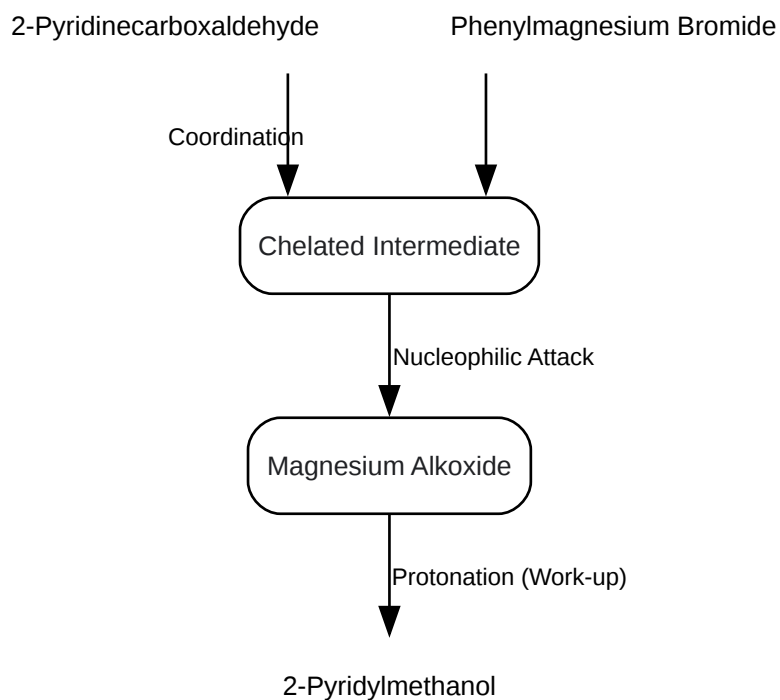 2-Pyridinecarboxaldehyde
Phenylmagnesium Bromide
Coordination
Chelated Intermediate
Nucleophilic Attack
Magnesium Alkoxide
Protonation (Work-up)
2-Pyridylmethanol